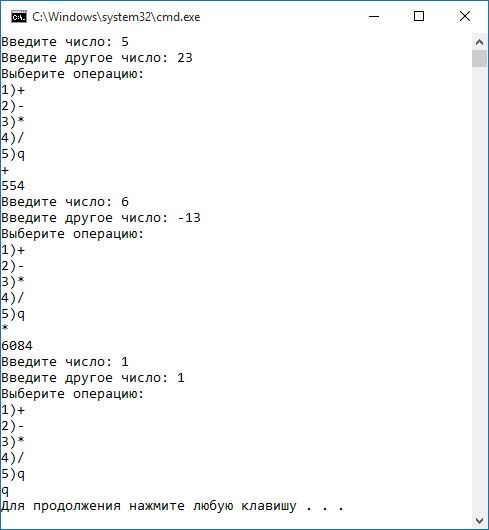 C:\Windows\system32\cmd.exe
Введите число: 5
Введите другое число: 23
Выберите операцию:
1)+
2)-
3)*
4)/
5)q
+
554
Введите число: 6
Введите другое число: -13
Выберите операцию:
1)+
2)-
3)*
4)/
5)q
*
6084
Введите число: 1
Введите другое число: 1
Выберите операцию:
1)+
2)-
3)*
4)/
5)q
q
Для продолжения нажмите любую клавишу . . .